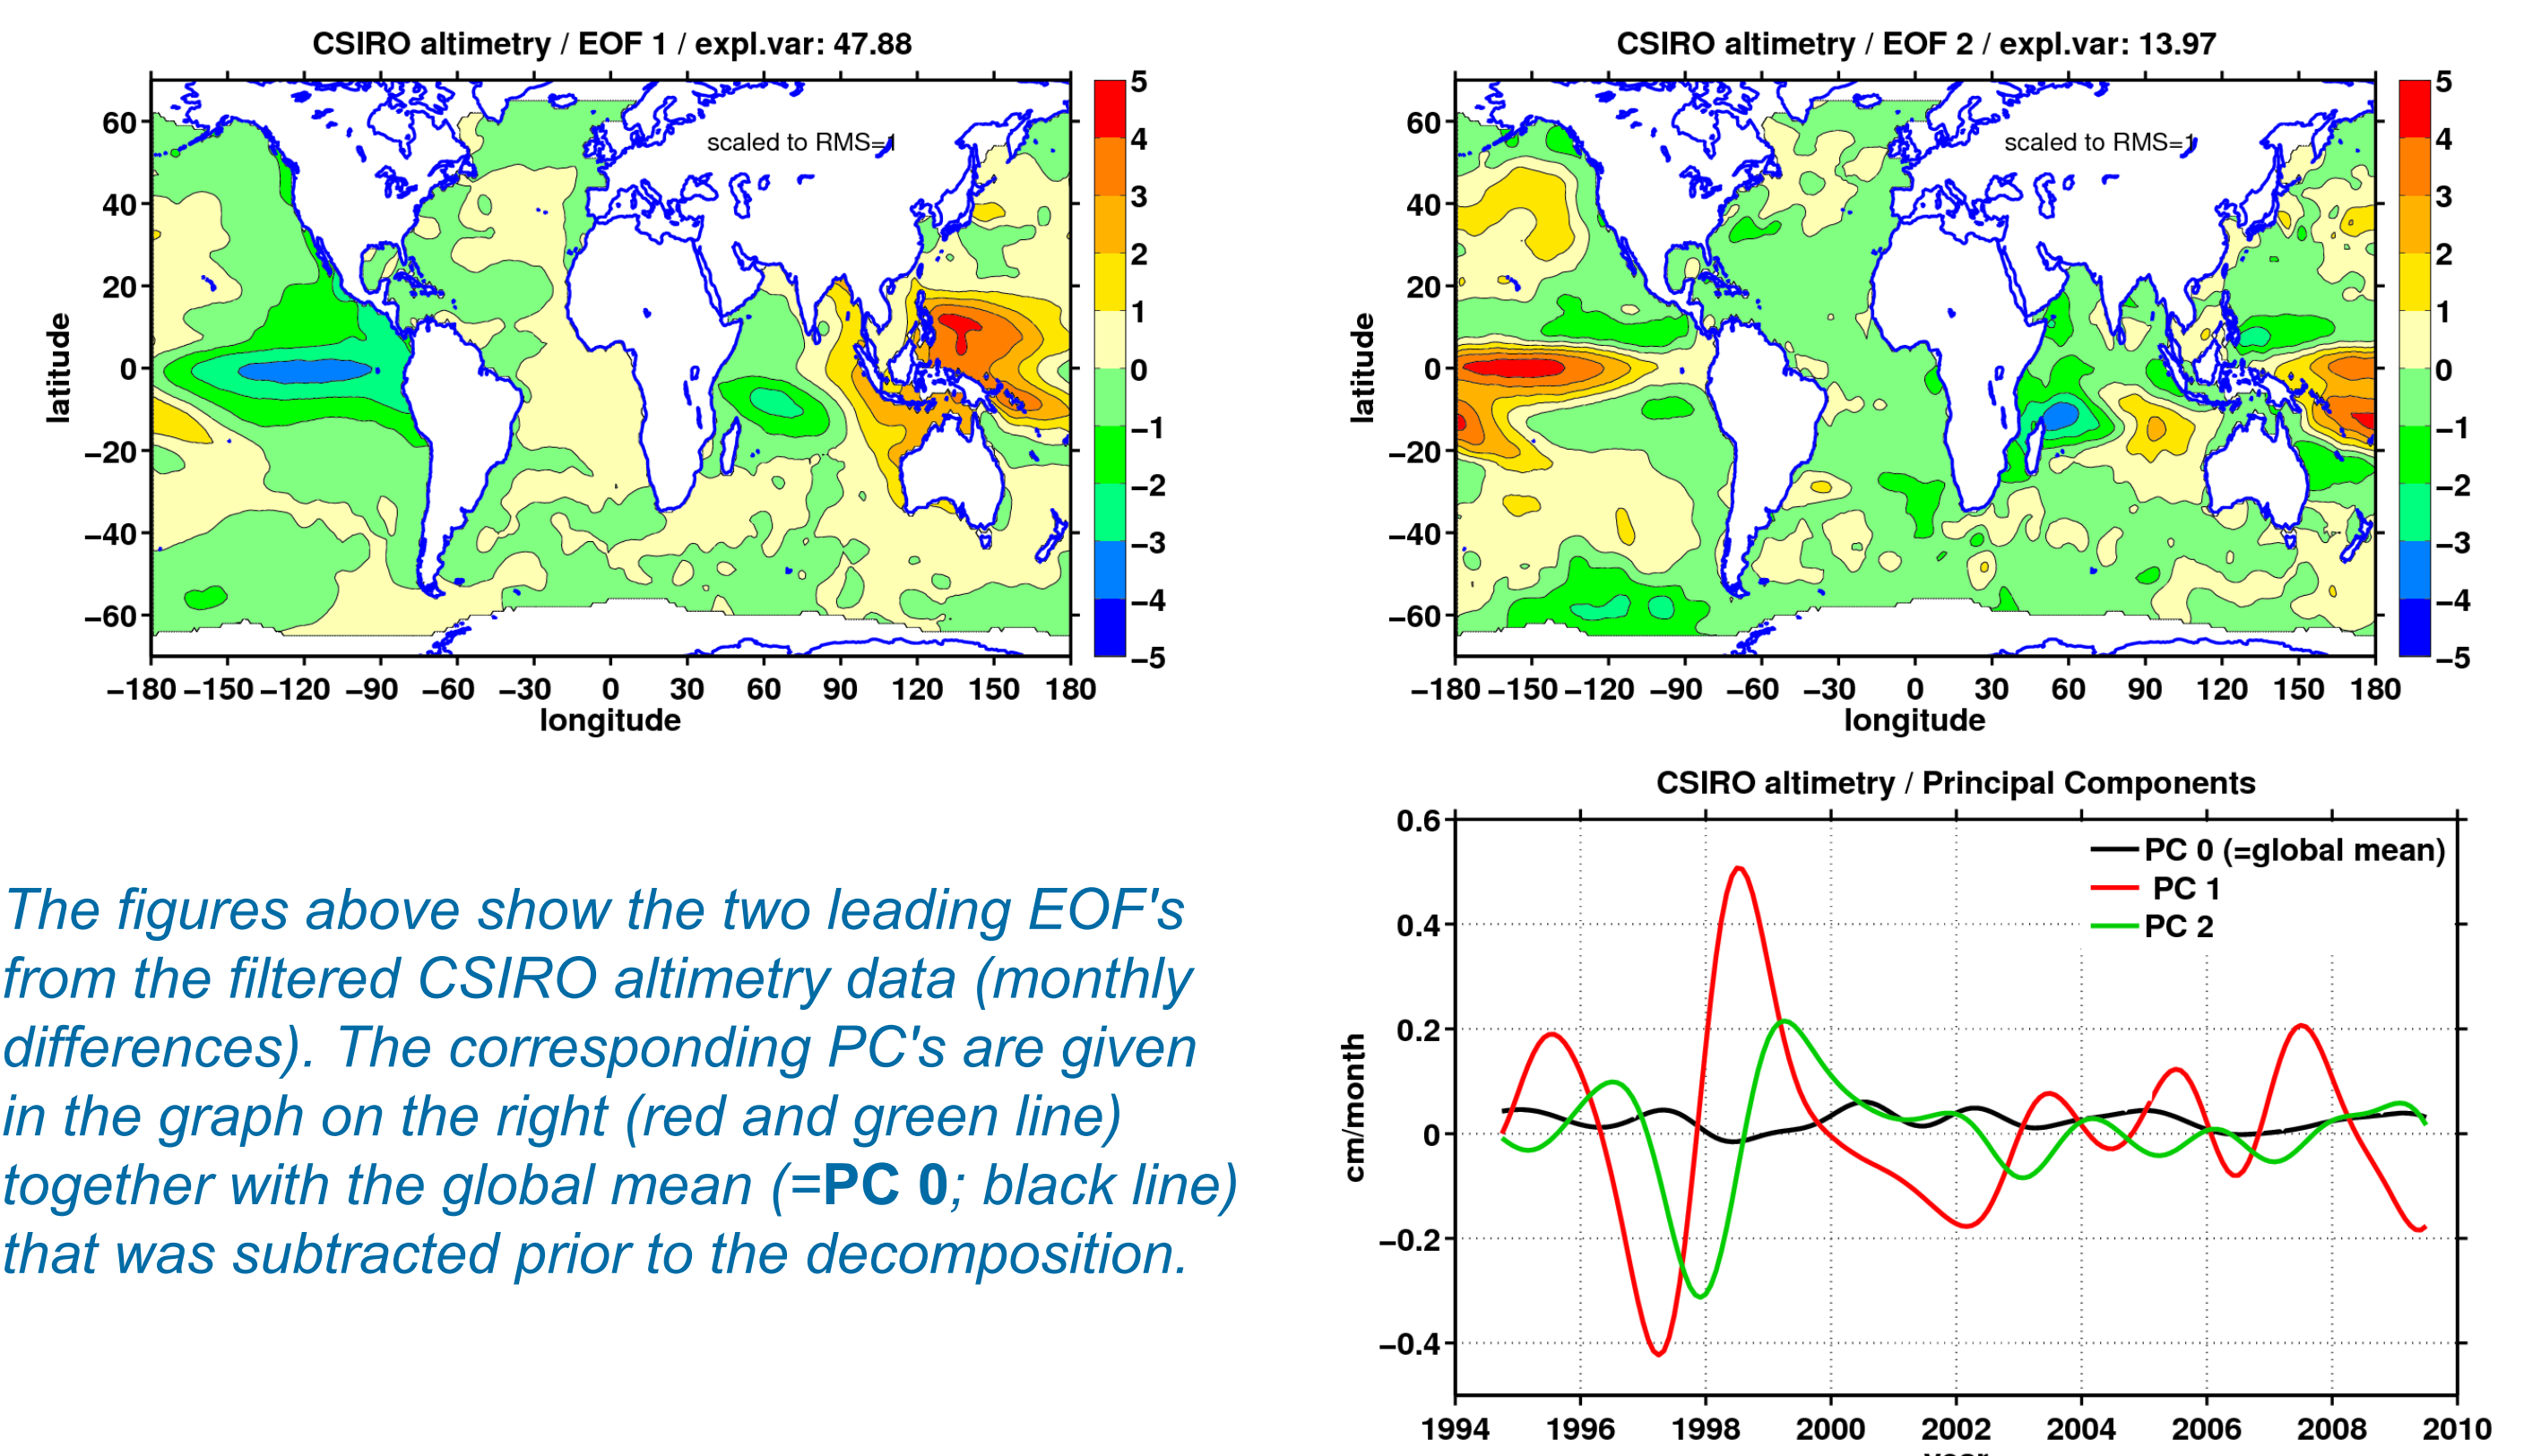 CSIRO altimetry / EOF 1 / expl.var: 47.88
scaled to RMS=1
60
40
20
0
−20
−40
−60
latitude
−180 −150 −120 −90 −60 −30 0 30 60 90 120 150 180
longitude
5
4
3
2
1
0
−1
−2
−3
−4
−5
CSIRO altimetry / EOF 2 / expl.var: 13.97
scaled to RMS=1
60
40
20
0
−20
−40
−60
latitude
−180 −150 −120 −90 −60 −30 0 30 60 90 120 150 180
longitude
5
4
3
2
1
0
−1
−2
−3
−4
−5
The figures above show the two leading EOF's
from the filtered CSIRO altimetry data (monthly
differences). The corresponding PC's are given
in the graph on the right (red and green line)
together with the global mean (=PC 0; black line)
that was subtracted prior to the decomposition.
CSIRO altimetry / Principal Components
PC 0 (=global mean)
PC 1
PC 2
0.6
0.4
0.2
0
−0.2
−0.4
cm/month
1994 1996 1998 2000 2002 2004 2006 2008 2010